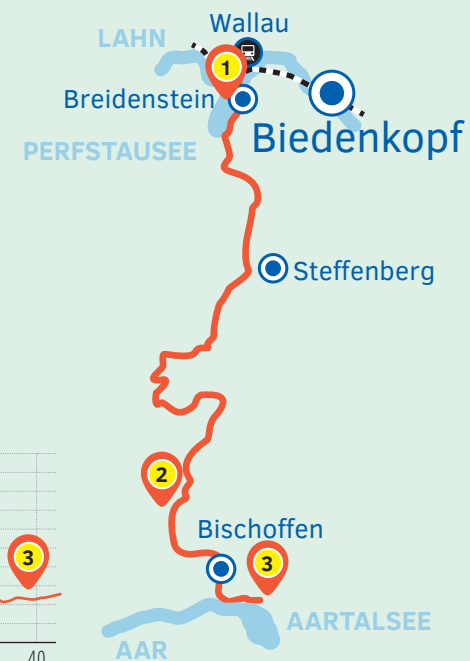 Wallau
LAHN
1
Breidenstein
Biedenkopf
PERFSTAUSEE
Steffenberg
2
Bischoffen
3
3
AARTALSEE
AAR
40